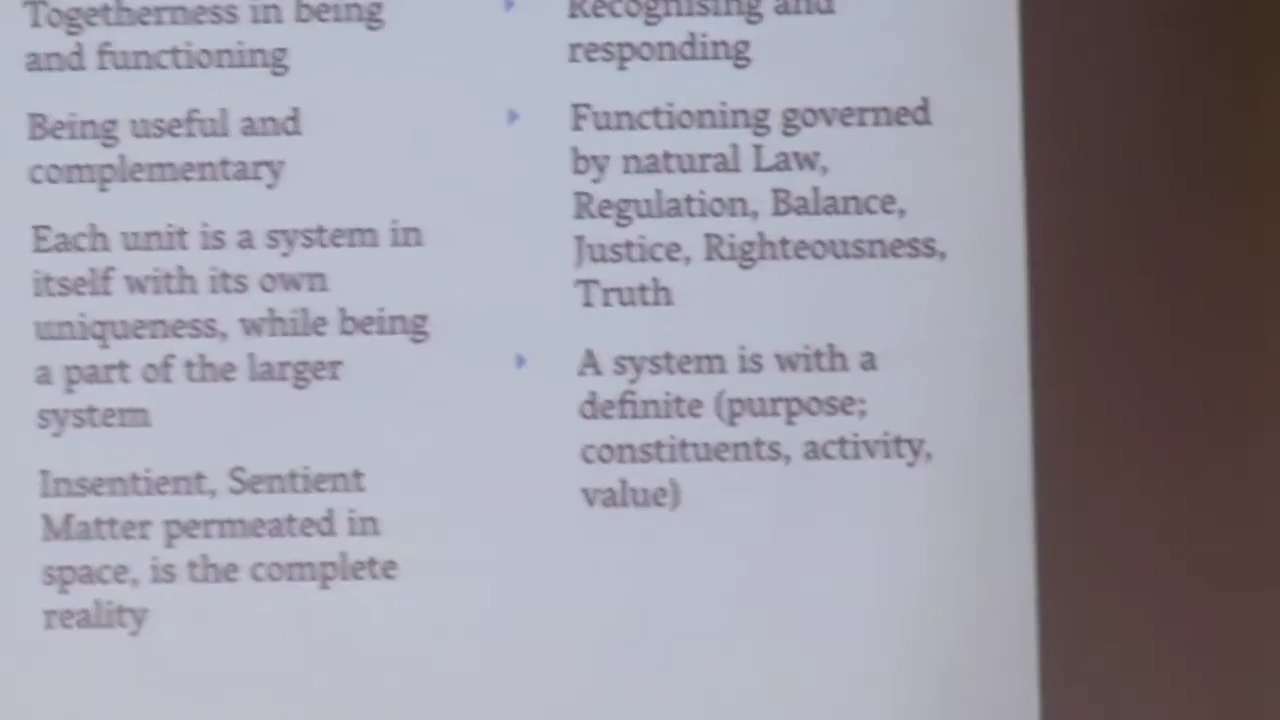 Togetherness in being
and functioning
Being useful and
complementary
Each unit is a system in
itself with its own
uniqueness, while being
a part of the larger
system
Insentient, Sentient
Matter permeated in
space, is the complete
reality
Recognising and
responding
Functioning governed
by natural Law,
Regulation, Balance,
Justice, Righteousness,
Truth
A system is with a
definite (purpose;
constituents, activity,
value)